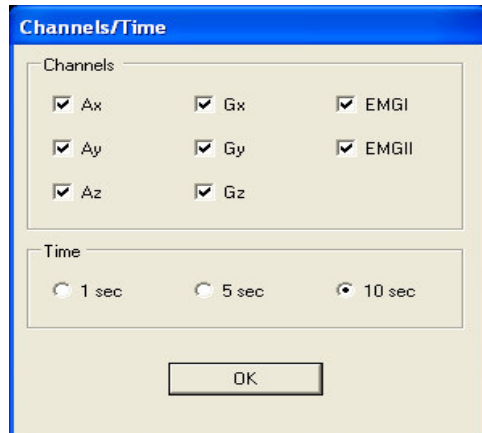 Channels/Time
Channels
Ax Gx EMGI
Ay Gy EMGII
Az Gz
Time
1 sec 5 sec 10 sec
OK